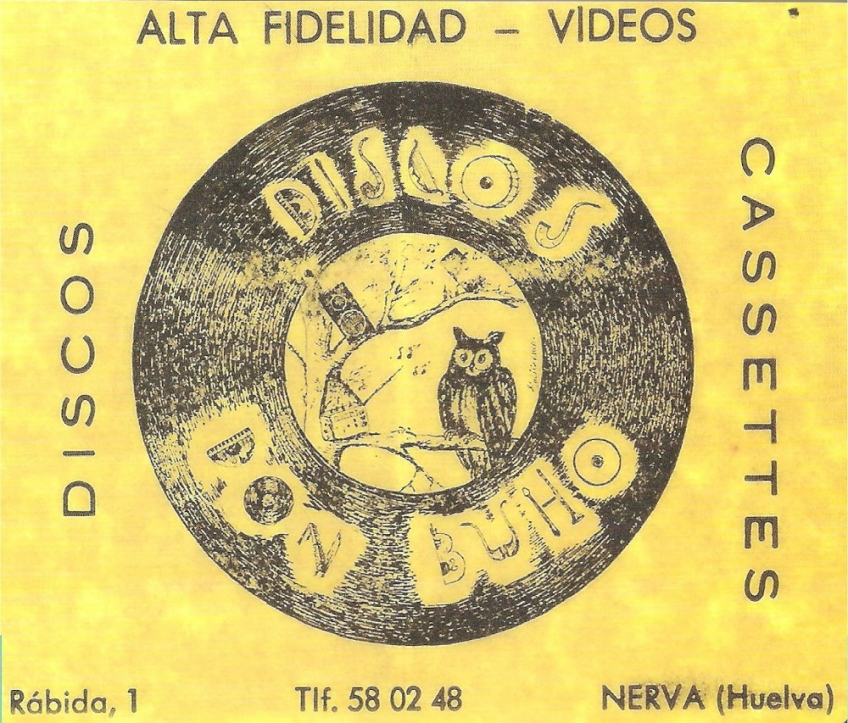 ALTA FIDELIDAD – VIDEOS
DISCOS
DISCOS
CASSETTES
DON BUHO
Rábida, 1
Tlf. 58 02 48
NERVA (Huelva)